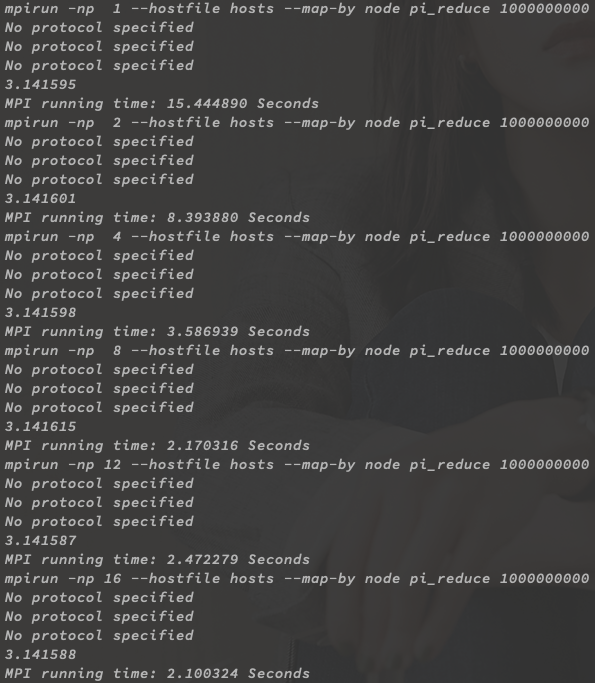 mpirun -np  1 --hostfile hosts --map-by node pi_reduce 1000000000
No protocol specified
No protocol specified
No protocol specified
3.141595
MPI running time: 15.444890 Seconds
mpirun -np  2 --hostfile hosts --map-by node pi_reduce 1000000000
No protocol specified
No protocol specified
No protocol specified
3.141601
MPI running time: 8.393880 Seconds
mpirun -np  4 --hostfile hosts --map-by node pi_reduce 1000000000
No protocol specified
No protocol specified
No protocol specified
3.141598
MPI running time: 3.586939 Seconds
mpirun -np  8 --hostfile hosts --map-by node pi_reduce 1000000000
No protocol specified
No protocol specified
No protocol specified
3.141615
MPI running time: 2.170316 Seconds
mpirun -np 12 --hostfile hosts --map-by node pi_reduce 1000000000
No protocol specified
No protocol specified
No protocol specified
3.141587
MPI running time: 2.472279 Seconds
mpirun -np 16 --hostfile hosts --map-by node pi_reduce 1000000000
No protocol specified
No protocol specified
No protocol specified
3.141588
MPI running time: 2.100324 Seconds